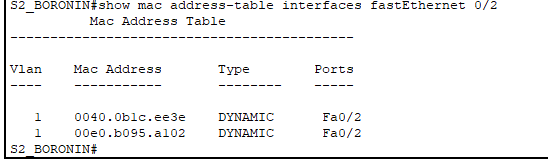 S2_BORONIN#show mac address-table interfaces fastEthernet 0/2
Mac Address Table
-------------------------------------------
Vlan Mac Address Type Ports
---- ----------- -------- -----
1 0040.0b1c.ee3e DYNAMIC Fa0/2
1 00e0.b095.a102 DYNAMIC Fa0/2
S2_BORONIN#